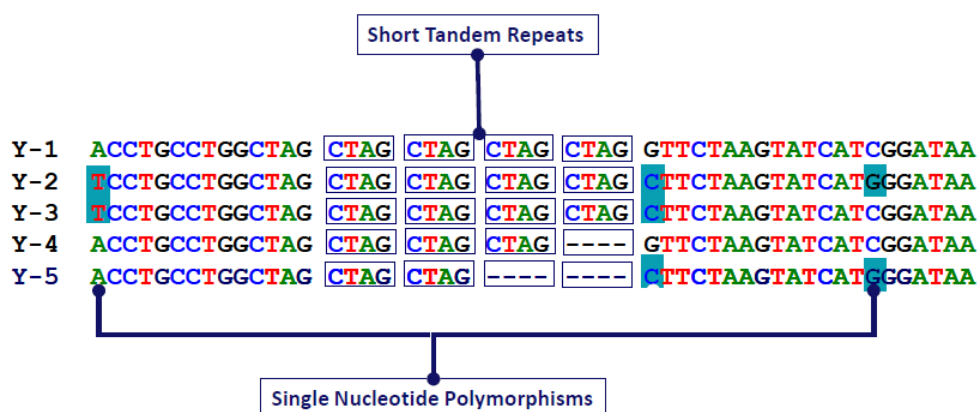 Short Tandem Repeats
Y-1 ACCTGCCTGGCTAG CTAG CTAG CTAG CTAG GTTCTAAGTATCATCGGATAA
Y-2 TCCTGCCTGGCTAG CTAG CTAG CTAG CTAG CTTCTAAGTATCATGGGATAA
Y-3 TCCTGCCTGGCTAG CTAG CTAG CTAG CTAG CTTCTAAGTATCATCGGATAA
Y-4 ACCTGCCTGGCTAG CTAG CTAG CTAG ---- GTTCTAAGTATCATCGGATAA
Y-5 ACCTGCCTGGCTAG CTAG CTAG ---- ---- CTTCTAAGTATCATGGGATAA
Single Nucleotide Polymorphisms